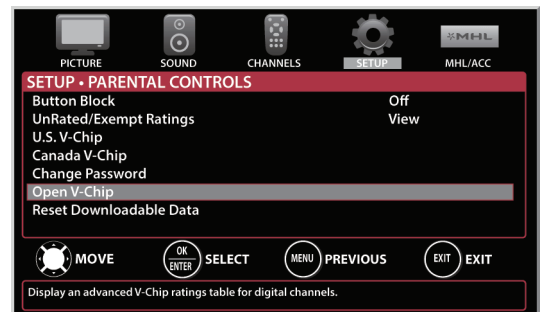 MHL
PICTURE SOUND CHANNELS SETUP MHL/ACC
SETUP • PARENTAL CONTROLS
Button Block Off
UnRated/Exempt Ratings View
U.S. V-Chip
Canada V-Chip
Change Password
Open V-Chip
Reset Downloadable Data
MOVE OK ENTER SELECT MENU PREVIOUS EXIT EXIT
Display an advanced V-Chip ratings table for digital channels.